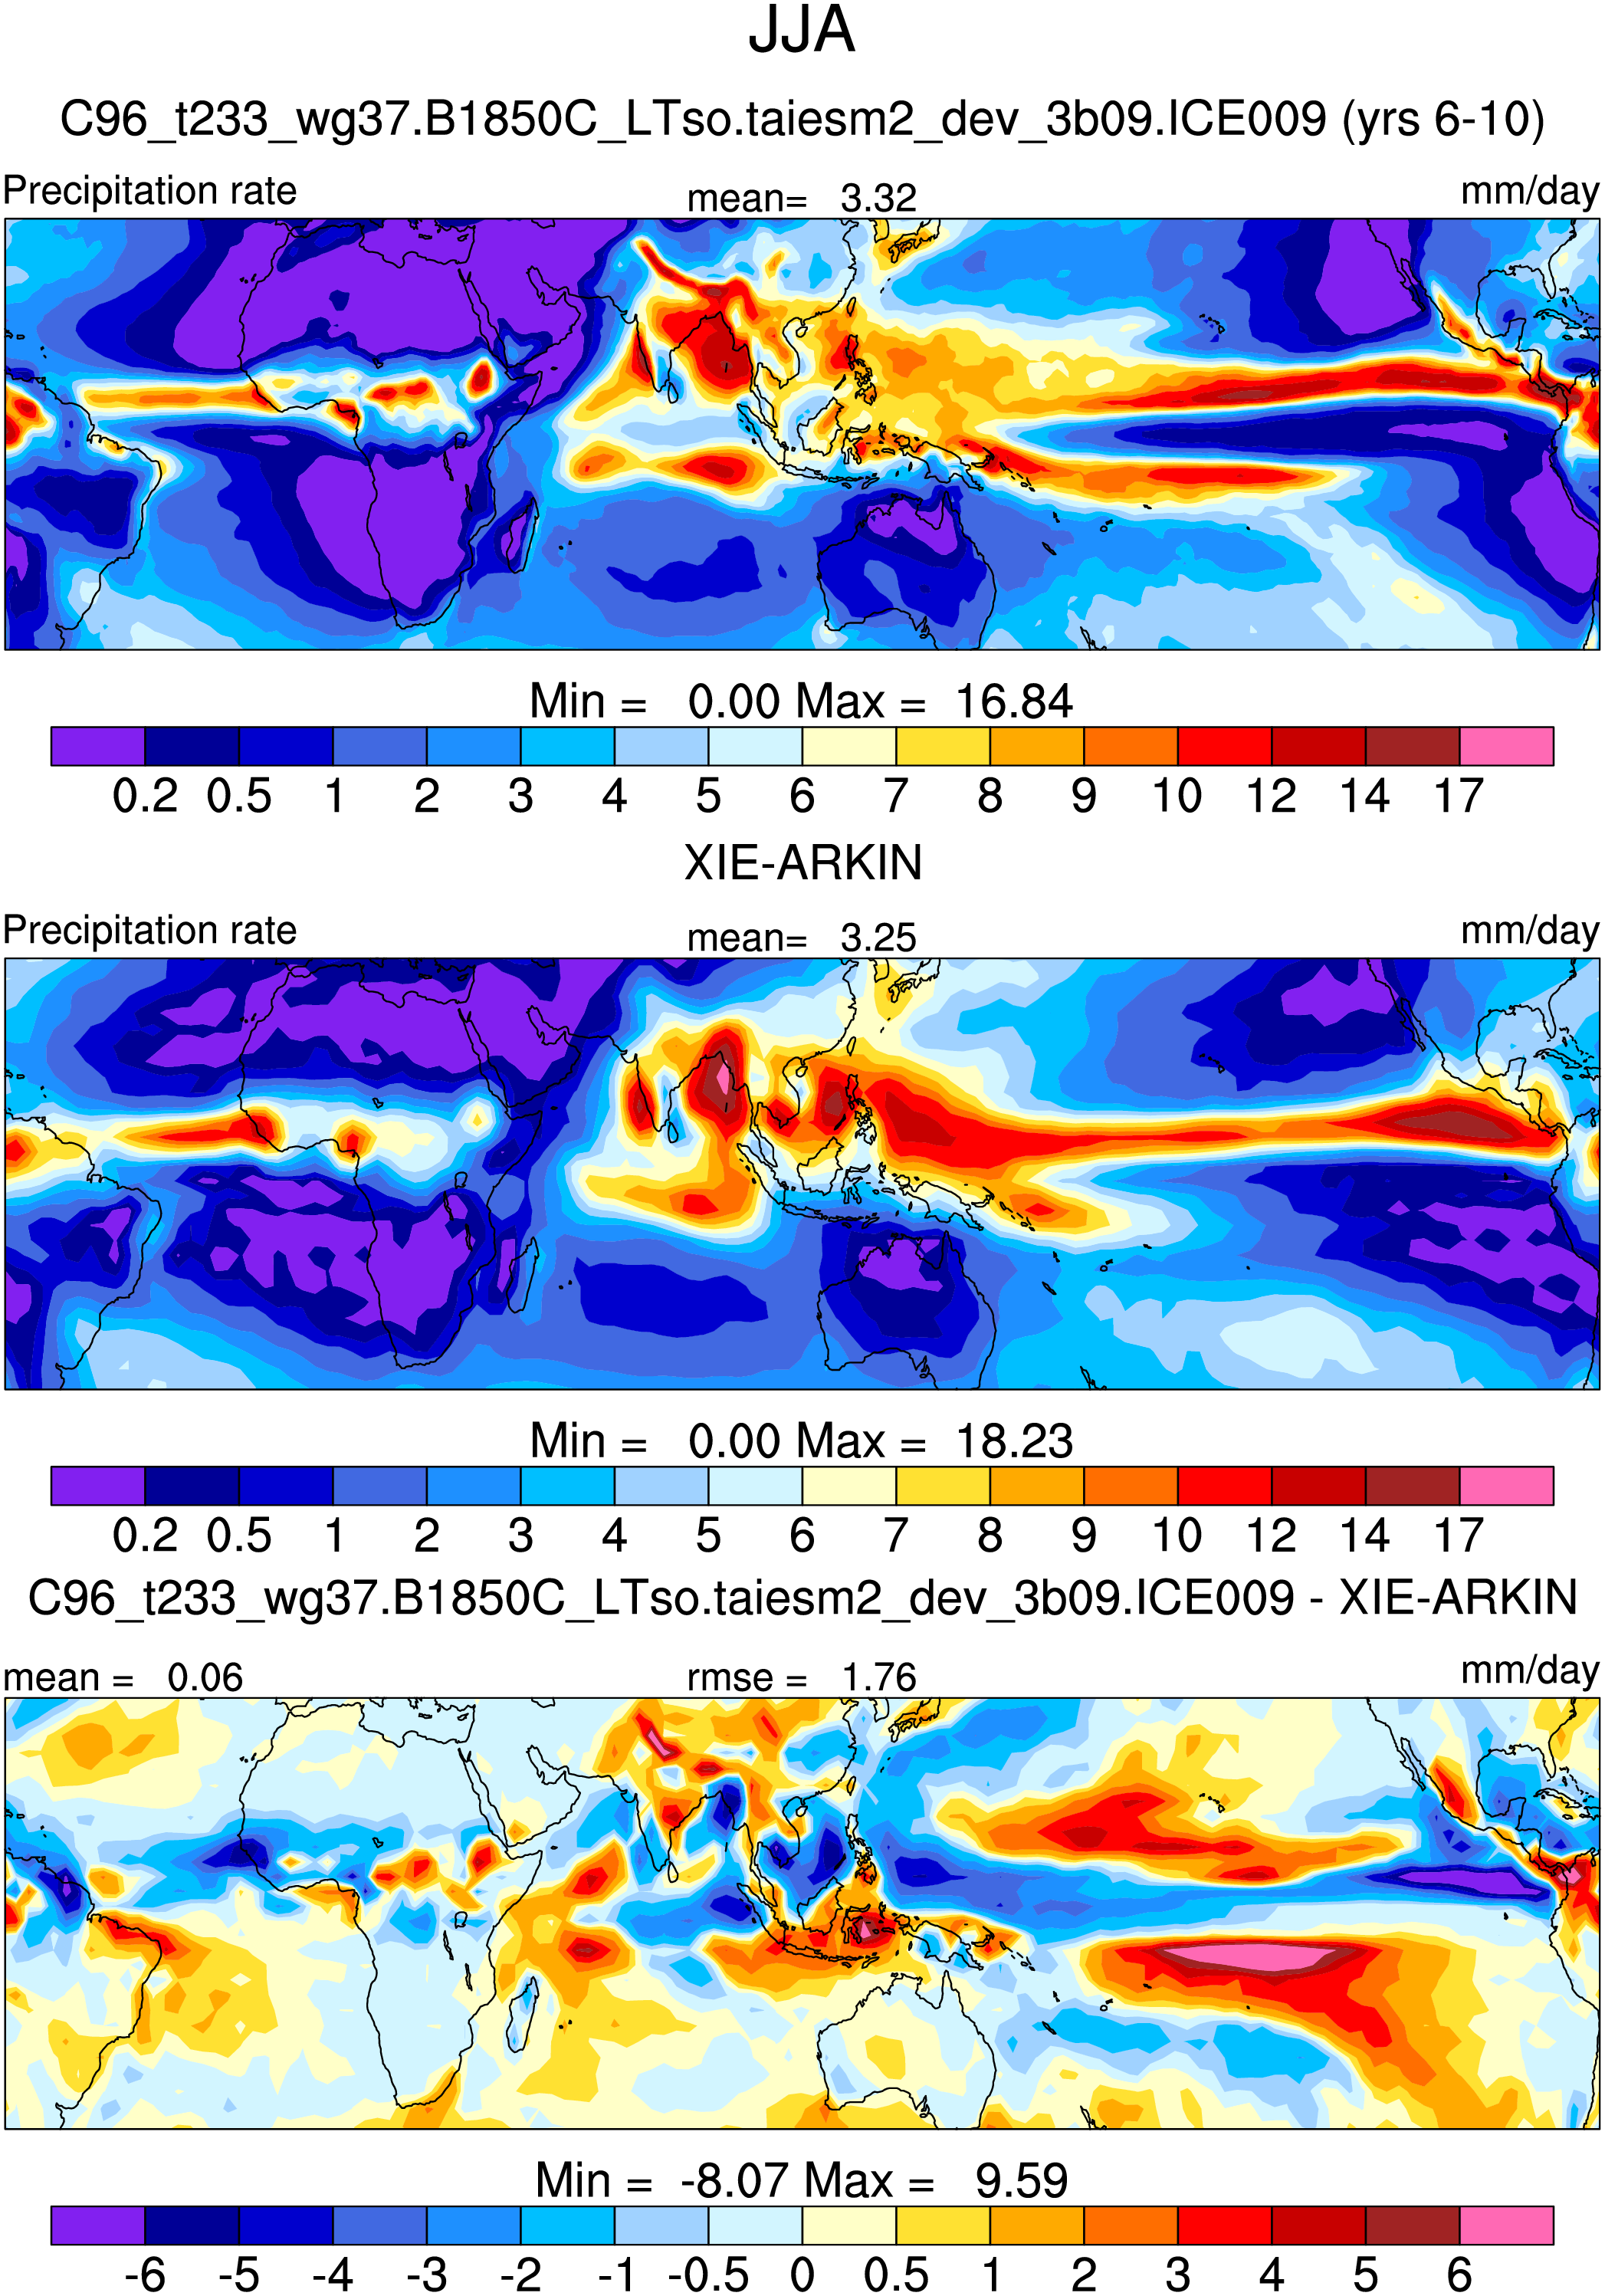 JJA
C96_t233_wg37.B1850C_LTso.taiesm2_dev_3b09.ICE009 (yrs 6-10)
Precipitation rate mean= 3.32 mm/day
Min = 0.00 Max = 16.84
0.2 0.5 1 2 3 4 5 6 7 8 9 10 12 14 17
XIE-ARKIN
Precipitation rate mean= 3.25 mm/day
Min = 0.00 Max = 18.23
0.2 0.5 1 2 3 4 5 6 7 8 9 10 12 14 17
C96_t233_wg37.B1850C_LTso.taiesm2_dev_3b09.ICE009 - XIE-ARKIN
mean = 0.06 rmse = 1.76 mm/day
Min = -8.07 Max = 9.59
-6 -5 -4 -3 -2 -1 -0.5 0 0.5 1 2 3 4 5 6